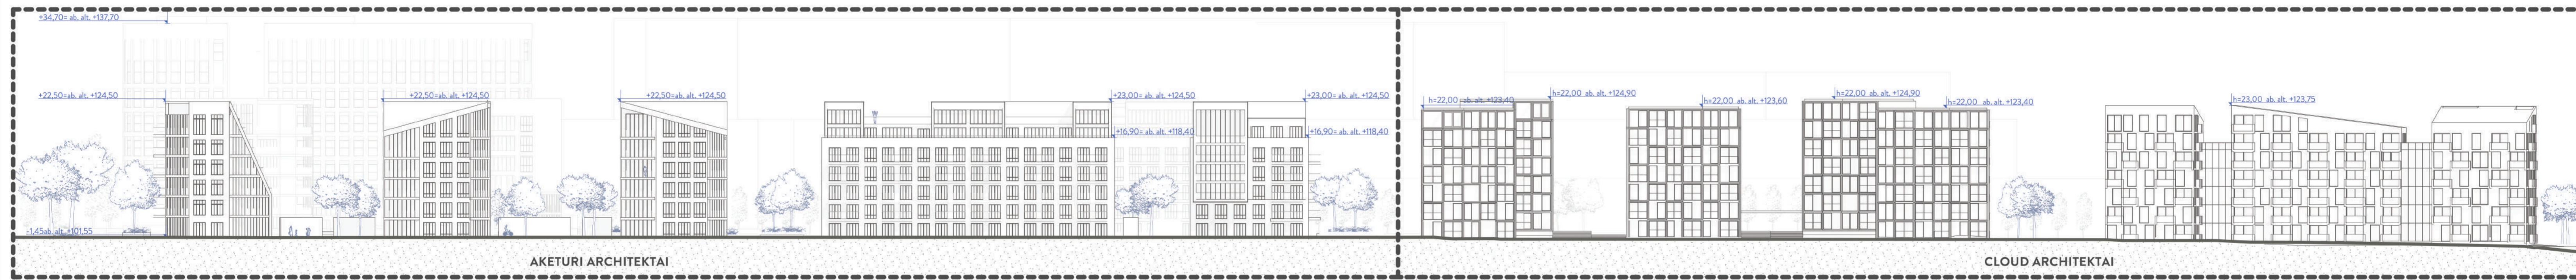 +34,70= ab. alt. +137,70
+22,50=ab. alt. +124,50
+22,50=ab. alt. +124,50
+22,50=ab. alt. +124,50
+23,00= ab. alt. +124,50
+23,00= ab. alt. +124,50
+16,90= ab. alt. +118,40
+16,90= ab. alt. +118,40
-1,45ab. alt. +101,55
h=22,00 ab. alt. +123,40
h=22,00 ab. alt. +124,90
h=22,00 ab. alt. +123,60
h=22,00 ab. alt. +124,90
h=22,00 ab. alt. +123,40
h=23,00 ab. alt. +123,75
AKETURI ARCHITEKTAI
CLOUD ARCHITEKTAI